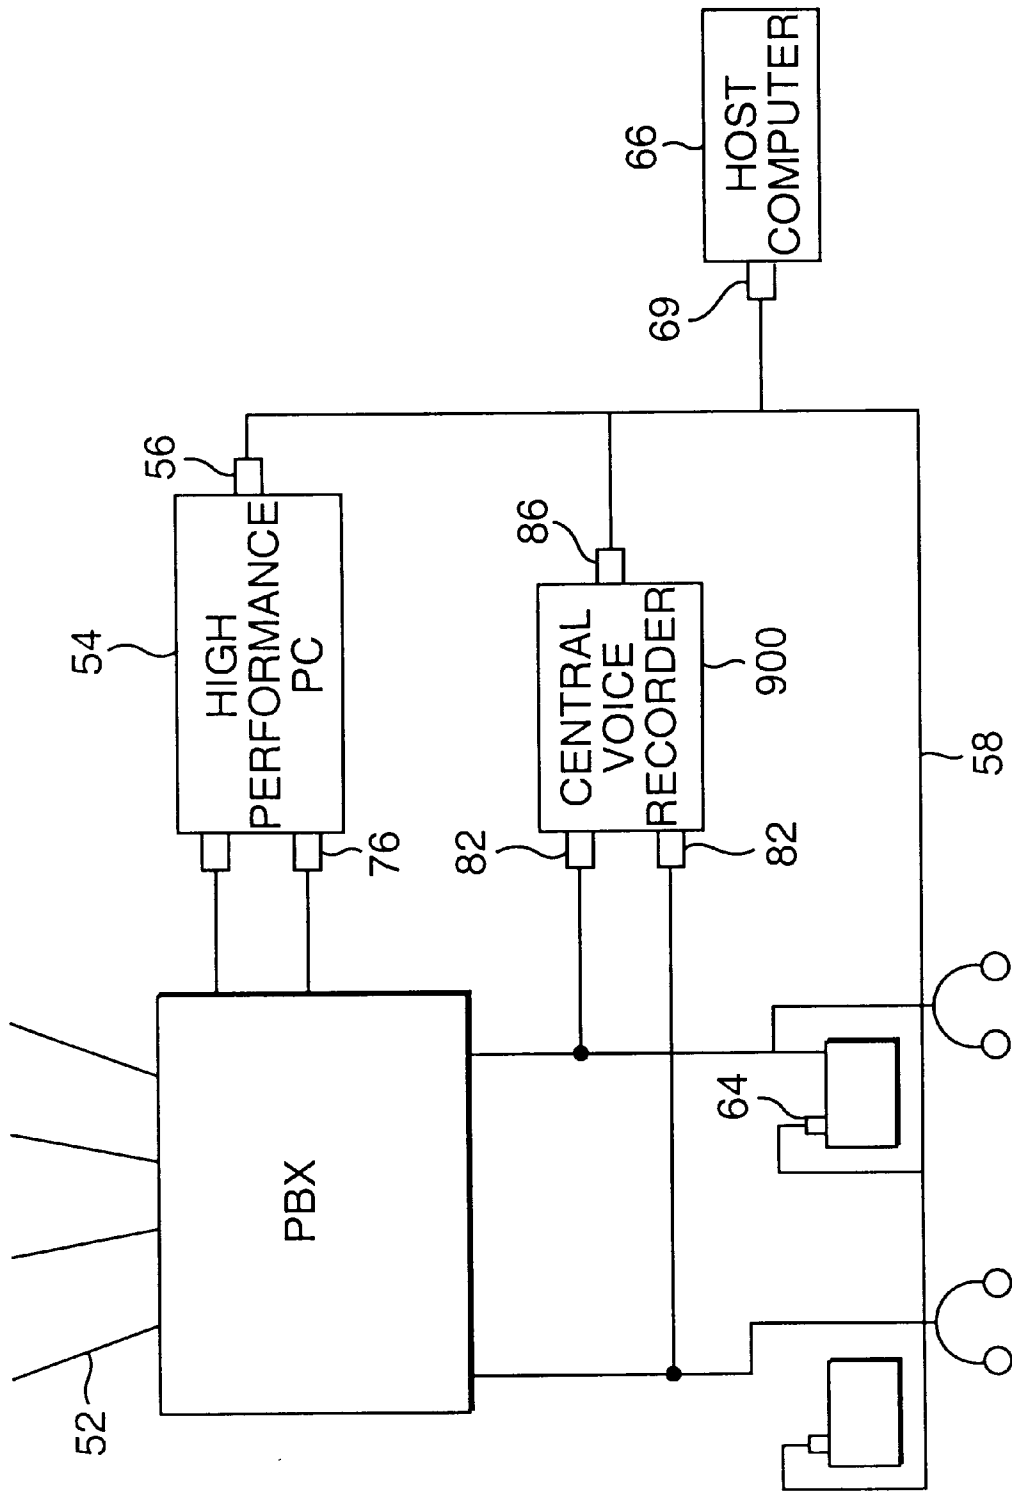 52
PBX
54
HIGH
PERFORMANCE
PC
56
76
82
CENTRAL
VOICE
RECORDER
86
82
900
66
HOST
COMPUTER
69
64
58